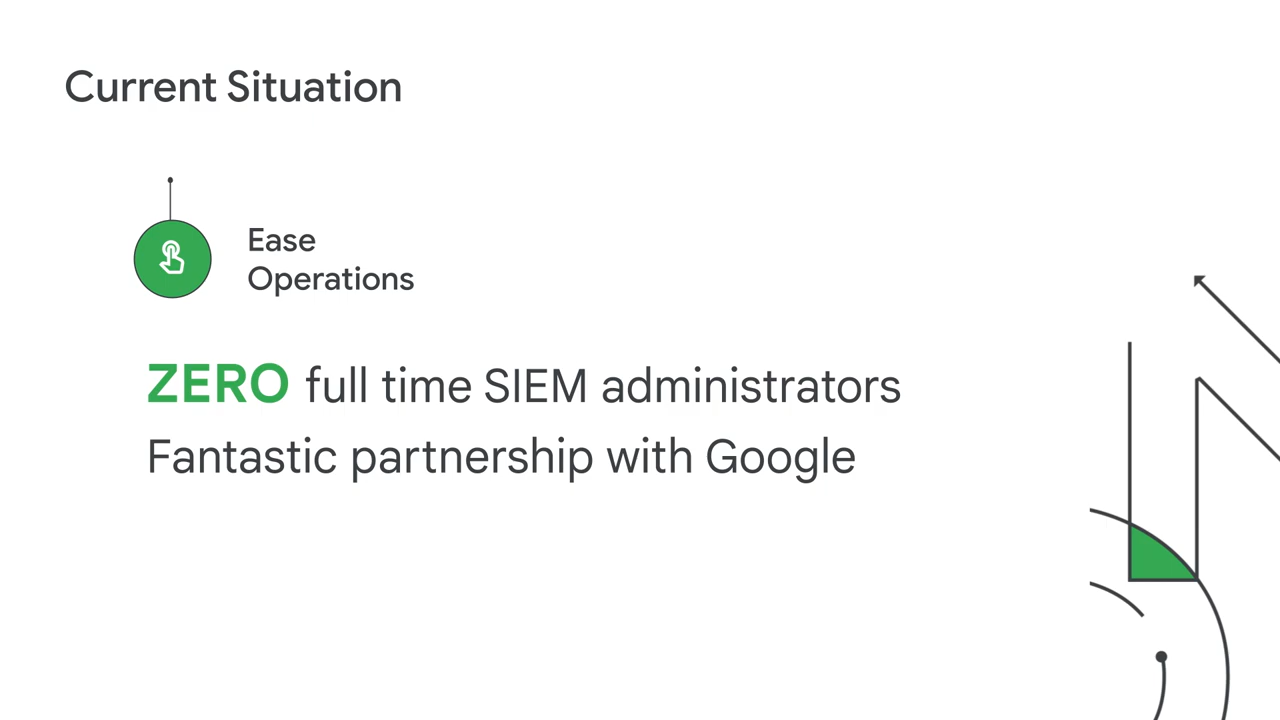 Current Situation
Ease
Operations
ZERO full time SIEM administrators
Fantastic partnership with Google